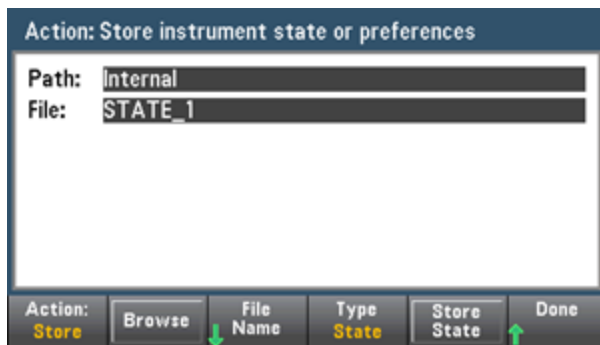 Action: Store instrument state or preferences
Path: Internal
File: STATE_1
Action:
Store
Browse
File
Name
Type
State
Store
State
Done